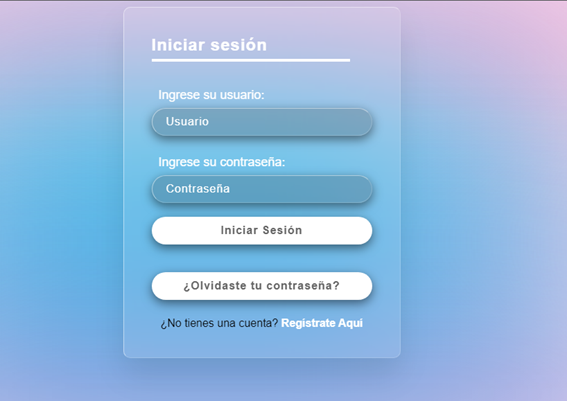 Iniciar sesión
Ingrese su usuario:
Usuario
Ingrese su contraseña:
Contraseña
Iniciar Sesión
¿Olvidaste tu contraseña?
¿No tienes una cuenta? Registrate Aqui